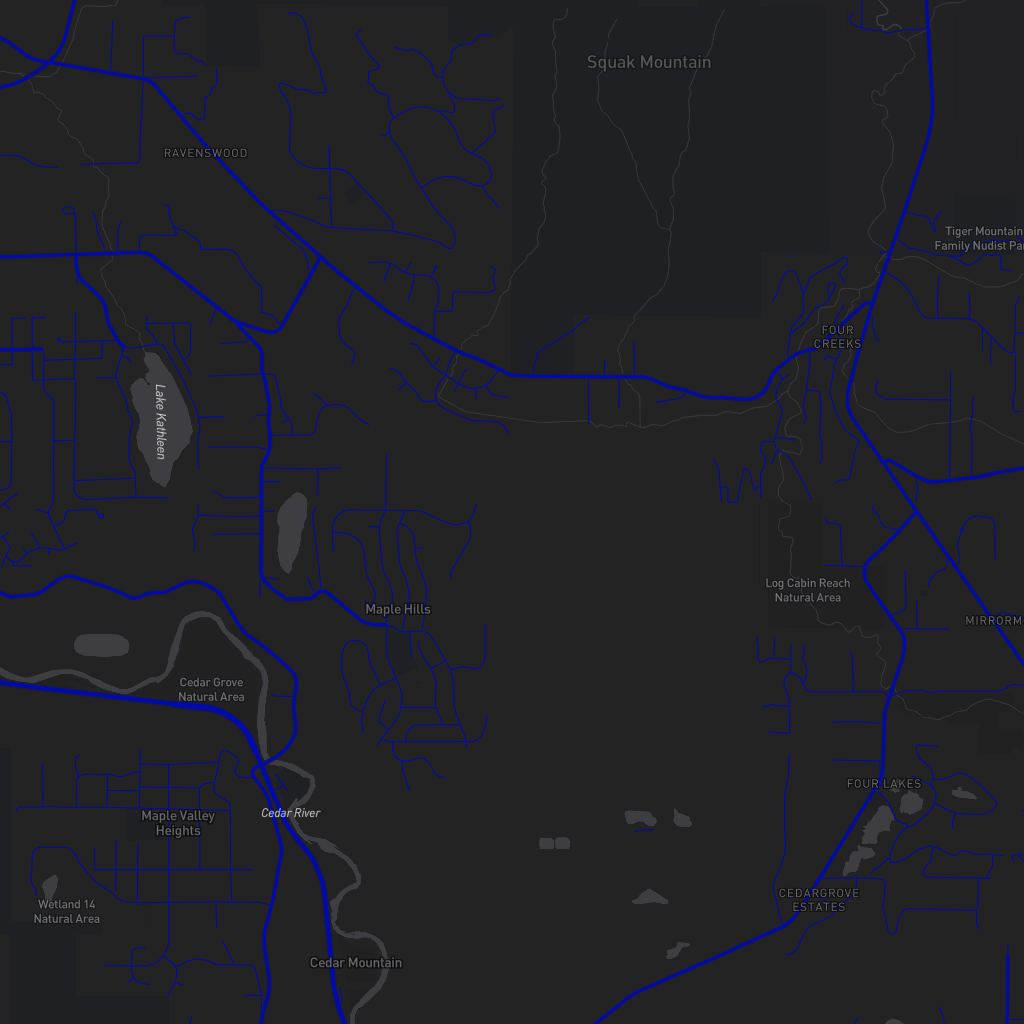 Squak Mountain
RAVENSWOOD
Tiger Mountain
Family Nudist Par
FOUR
CREEKS
Lake Kathleen
Log Cabin Reach
Natural Area
Maple Hills
MIRRORM
Cedar Grove
Natural Area
FOUR LAKES
Cedar River
Maple Valley
Heights
CEDARGROVE
ESTATES
Wetland 14
Natural Area
Cedar Mountain